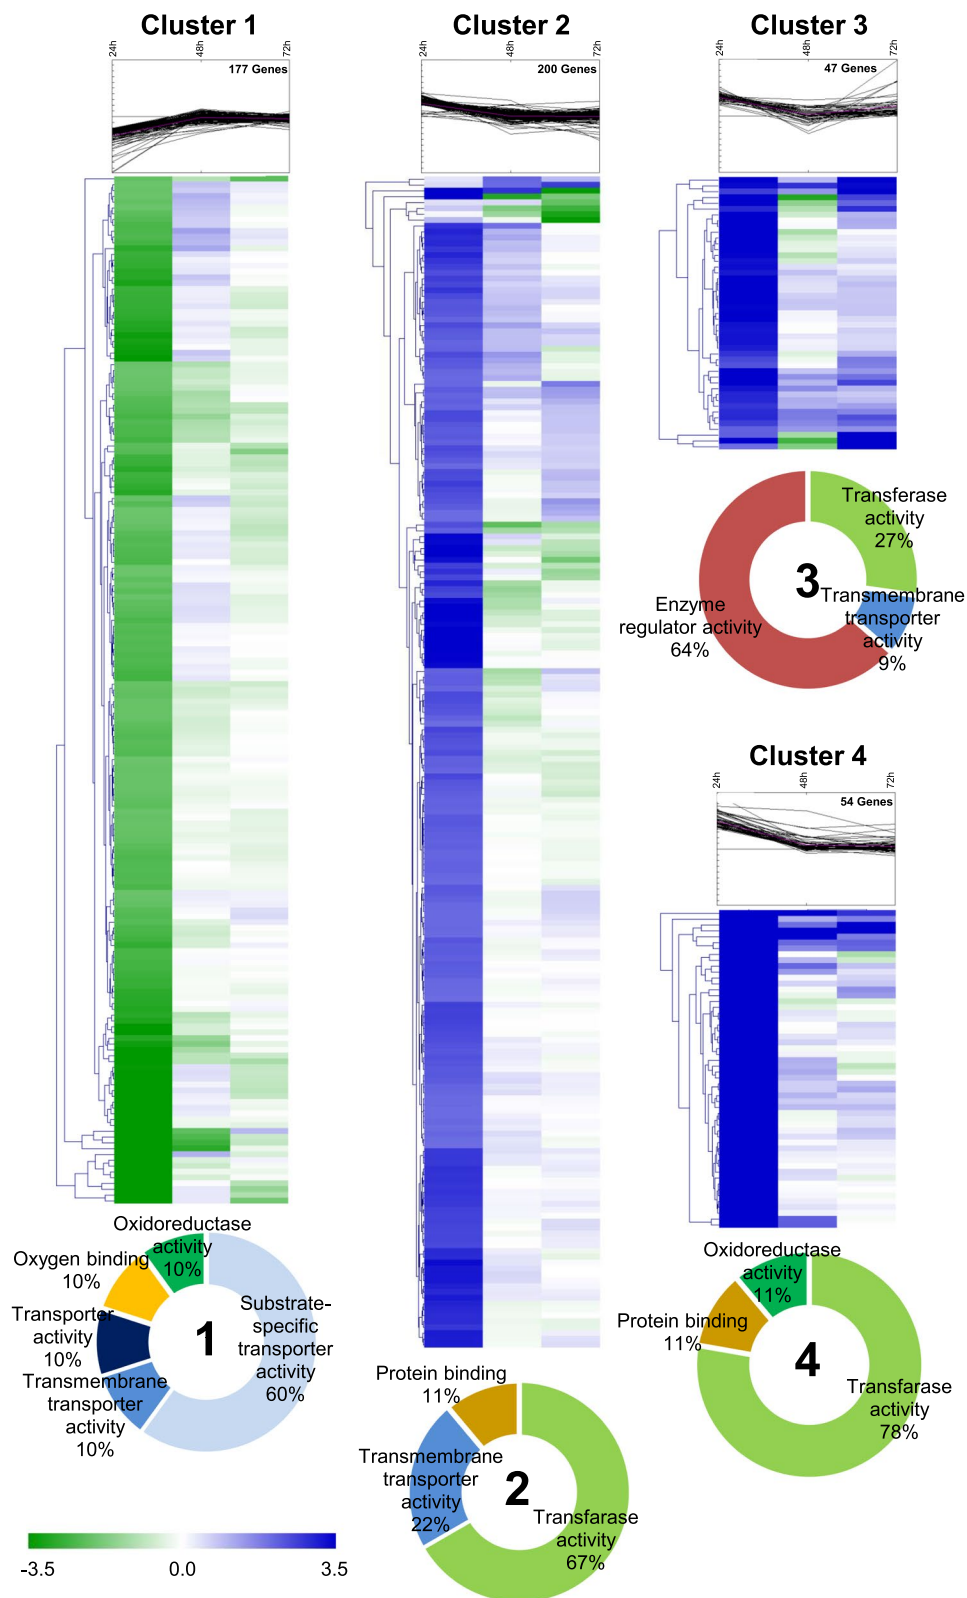 Cluster 1
24h
48h
72h
177 Genes
Cluster 2
24h
48h
72h
200 Genes
Cluster 3
24h
48h
72h
47 Genes
Transferase
activity
27%
3
Transmembrane
transporter
activity
9%
Enzyme
regulator activity
64%
Cluster 4
24h
48h
72h
54 Genes
Oxidoreductase
activity
10%
Oxygen binding
10%
Transporter
activity
10%
Transmembrane
transporter
activity
10%
1
Substrate-
specific
transporter
activity
60%
Protein binding
11%
Transmembrane
transporter
activity
22%
2
Transfarase
activity
67%
Oxidoreductase
activity
11%
Protein binding
11%
4
Transfarase
activity
78%
-3.5
0.0
3.5